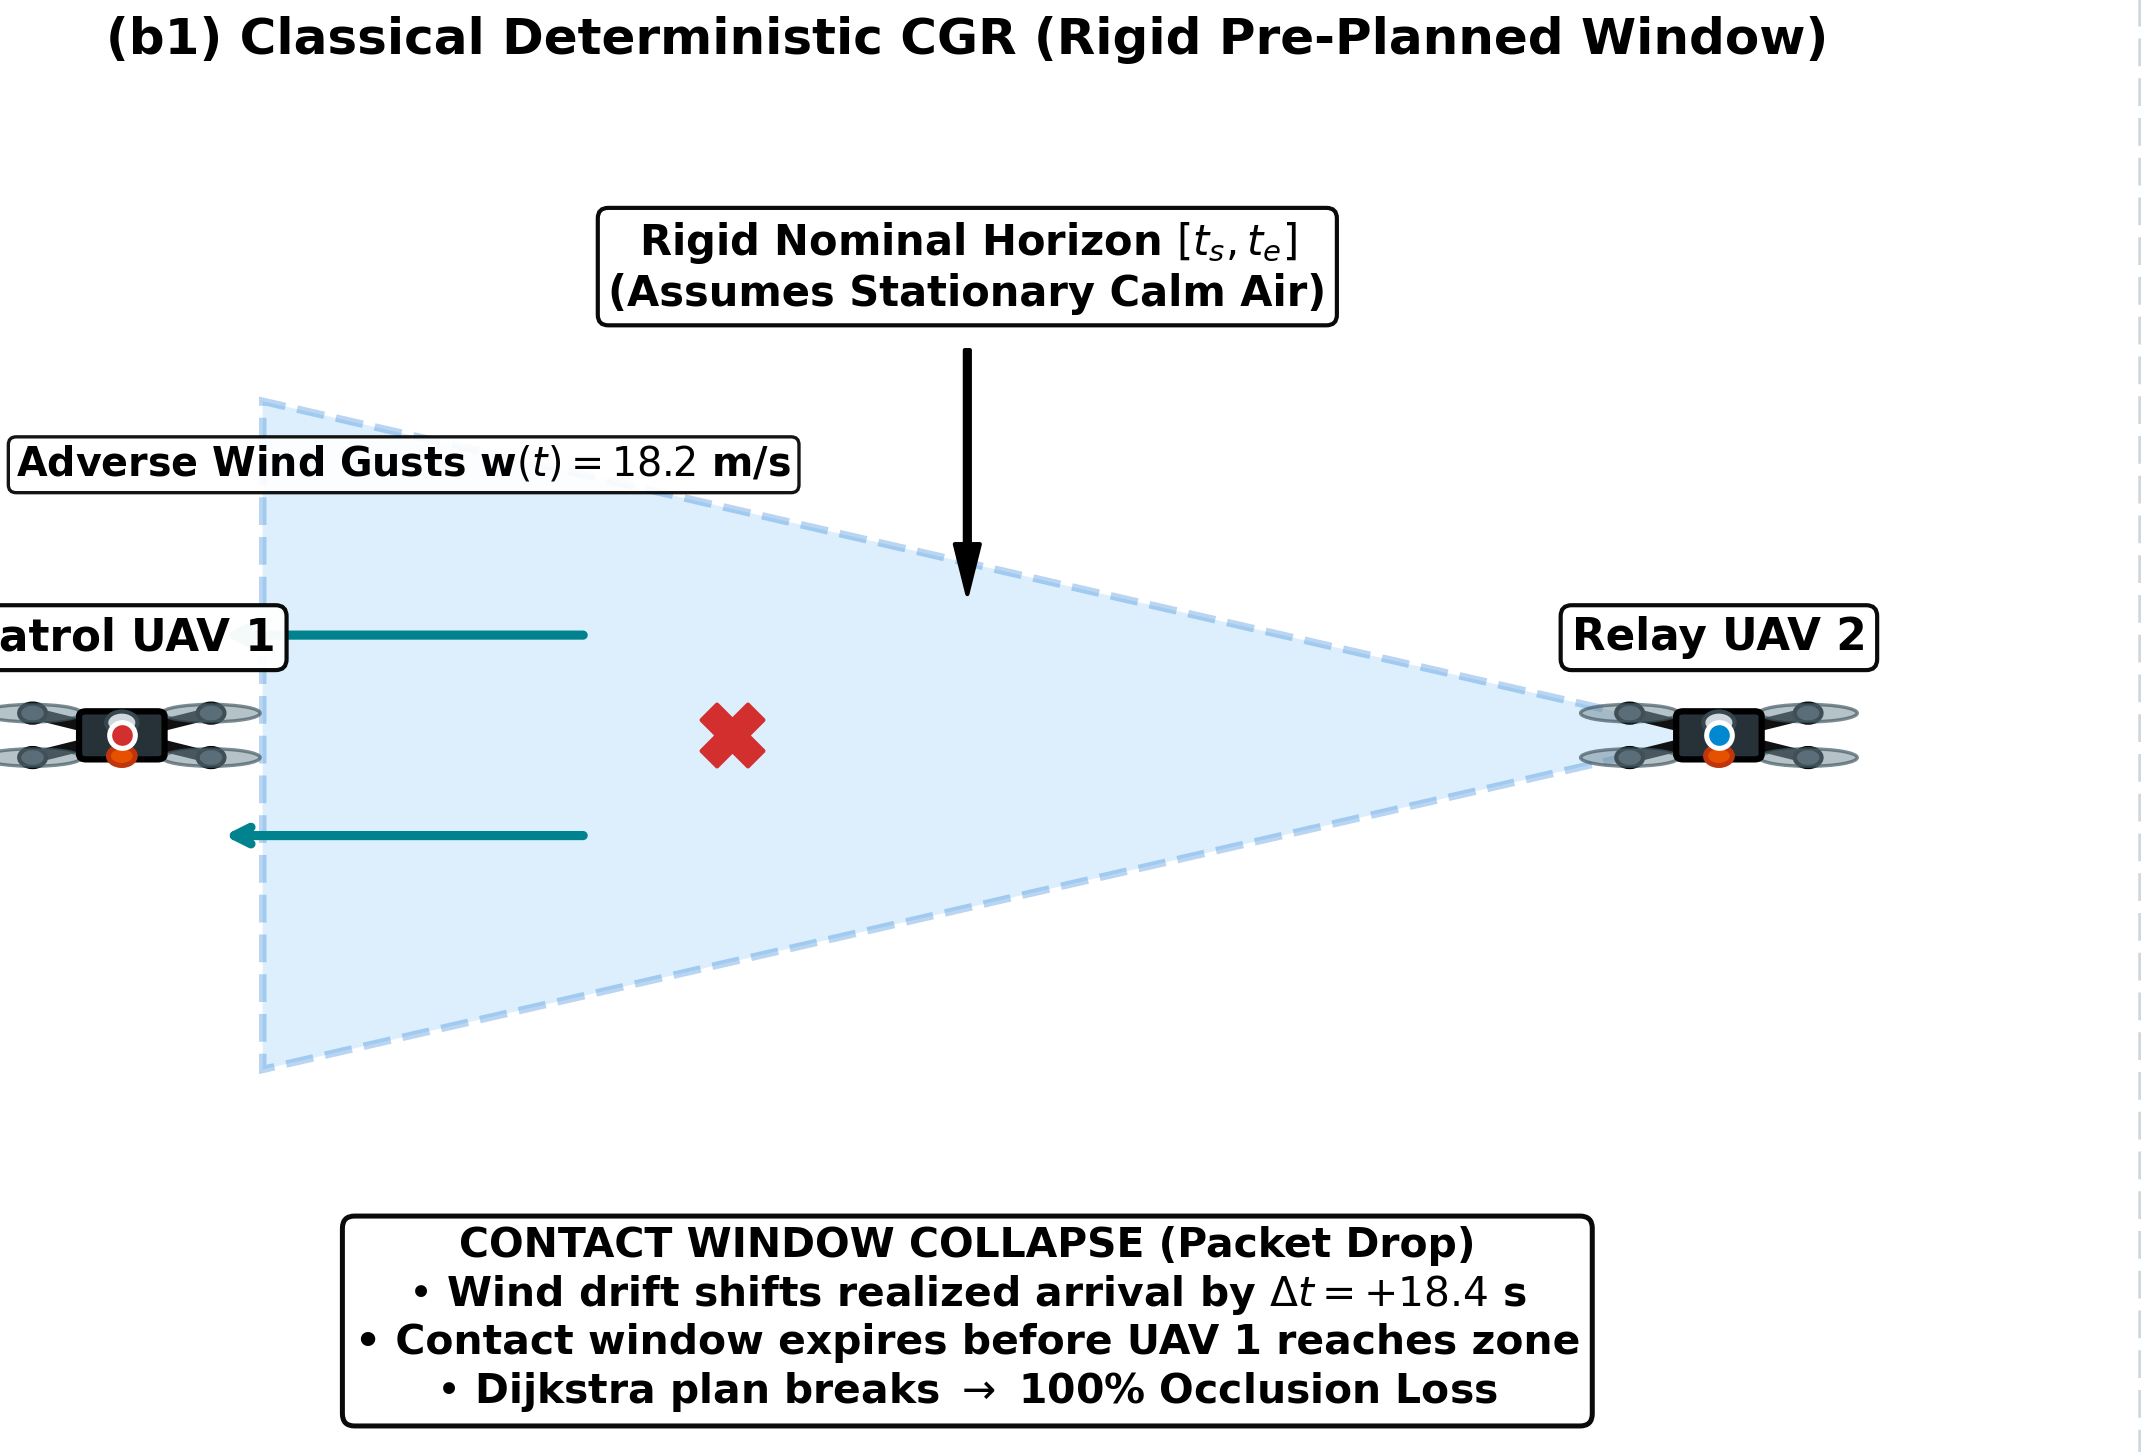 (b1) Classical Deterministic CGR (Rigid Pre-Planned Window)
Rigid Nominal Horizon [tₛ, tₑ]
(Assumes Stationary Calm Air)
Adverse Wind Gusts w(t) = 18.2 m/s
atrol UAV 1
Relay UAV 2
CONTACT WINDOW COLLAPSE (Packet Drop)
• Wind drift shifts realized arrival by Δt = +18.4 s
• Contact window expires before UAV 1 reaches zone
• Dijkstra plan breaks → 100% Occlusion Loss